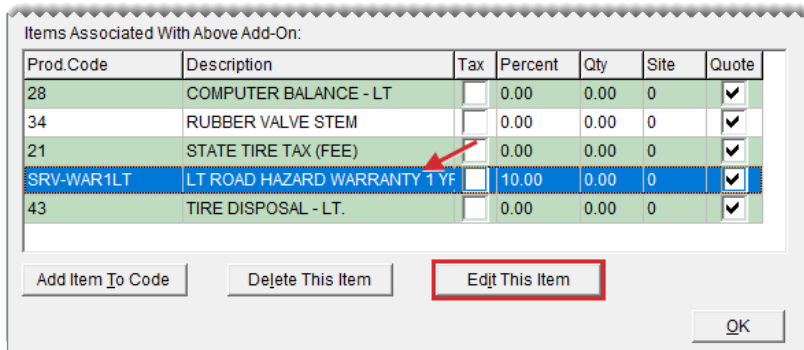 Items Associated With Above Add-On:
Prod.Code Description Tax Percent Qty Site Quote
28 COMPUTER BALANCE - LT 0.00 0.00 0
34 RUBBER VALVE STEM 0.00 0.00 0
21 STATE TIRE TAX (FEE) 0.00 0.00 0
SRV-WAR1LT LT ROAD HAZARD WARRANTY 1 YR 10.00 0.00 0
43 TIRE DISPOSAL - LT. 0.00 0.00 0
Add Item To Code Delete This Item Edit This Item
OK